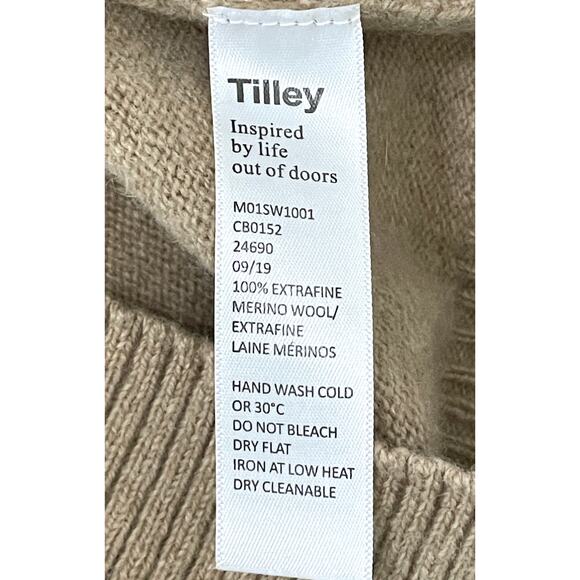 Tilley
Inspired
by life
out of doors
M01SW1001
CB0152
24690
09/19
100% EXTRAFINE
MERINO WOOL/
EXTRAFINE
LAINE MÉRINOS
HAND WASH COLD
OR 30°C
DO NOT BLEACH
DRY FLAT
IRON AT LOW HEAT
DRY CLEANABLE